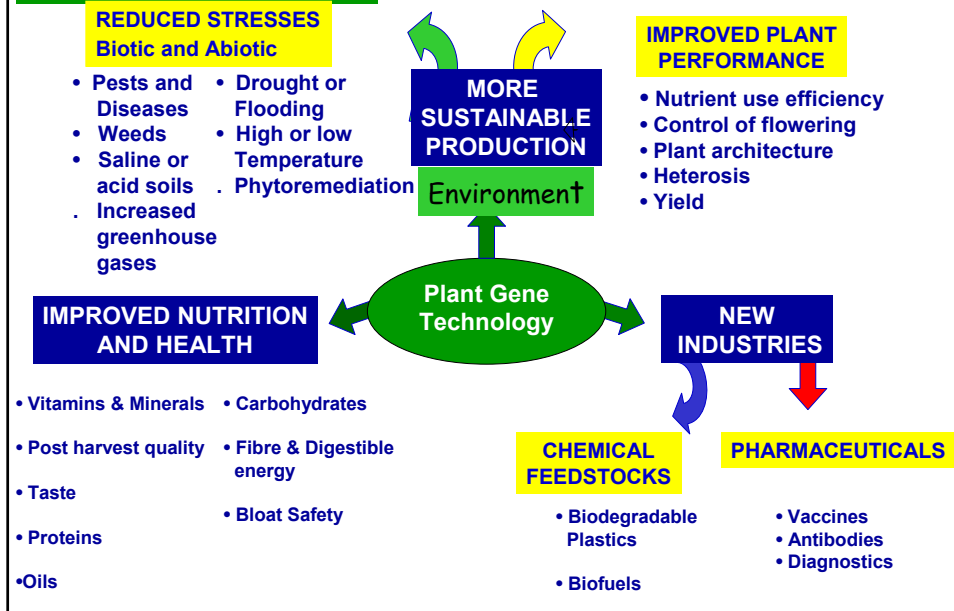 REDUCED STRESSES
Biotic and Abiotic
• Pests and
Diseases
• Weeds
• Saline or
acid soils
. Increased
greenhouse
gases
• Drought or
Flooding
• High or low
Temperature
. Phytoremediation
MORE
SUSTAINABLE
PRODUCTION
Environment
IMPROVED PLANT
PERFORMANCE
• Nutrient use efficiency
• Control of flowering
• Plant architecture
• Heterosis
• Yield
Plant Gene
Technology
IMPROVED NUTRITION
AND HEALTH
• Vitamins & Minerals
• Post harvest quality
• Taste
• Proteins
•Oils
• Carbohydrates
• Fibre & Digestible
energy
• Bloat Safety
NEW
INDUSTRIES
CHEMICAL
FEEDSTOCKS
• Biodegradable
Plastics
• Biofuels
PHARMACEUTICALS
• Vaccines
• Antibodies
• Diagnostics